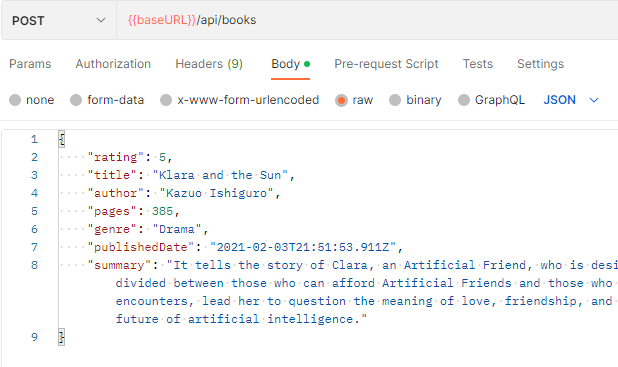 POST {{baseURL}}/api/books
Params Authorization Headers (9) Body Pre-request Script Tests Settings
none form-data x-www-form-urlencoded raw binary GraphQL JSON
1 {
2 "rating": 5,
3 "title": "Klara and the Sun",
4 "author": "Kazuo Ishiguro",
5 "pages": 385,
6 "genre": "Drama",
7 "publishedDate": "2021-02-03T21:51:53.911Z",
8 "summary": "It tells the story of Clara, an Artificial Friend, who is desi
divided between those who can afford Artificial Friends and those who
encounters, lead her to question the meaning of love, friendship, and
future of artificial intelligence."
9 }